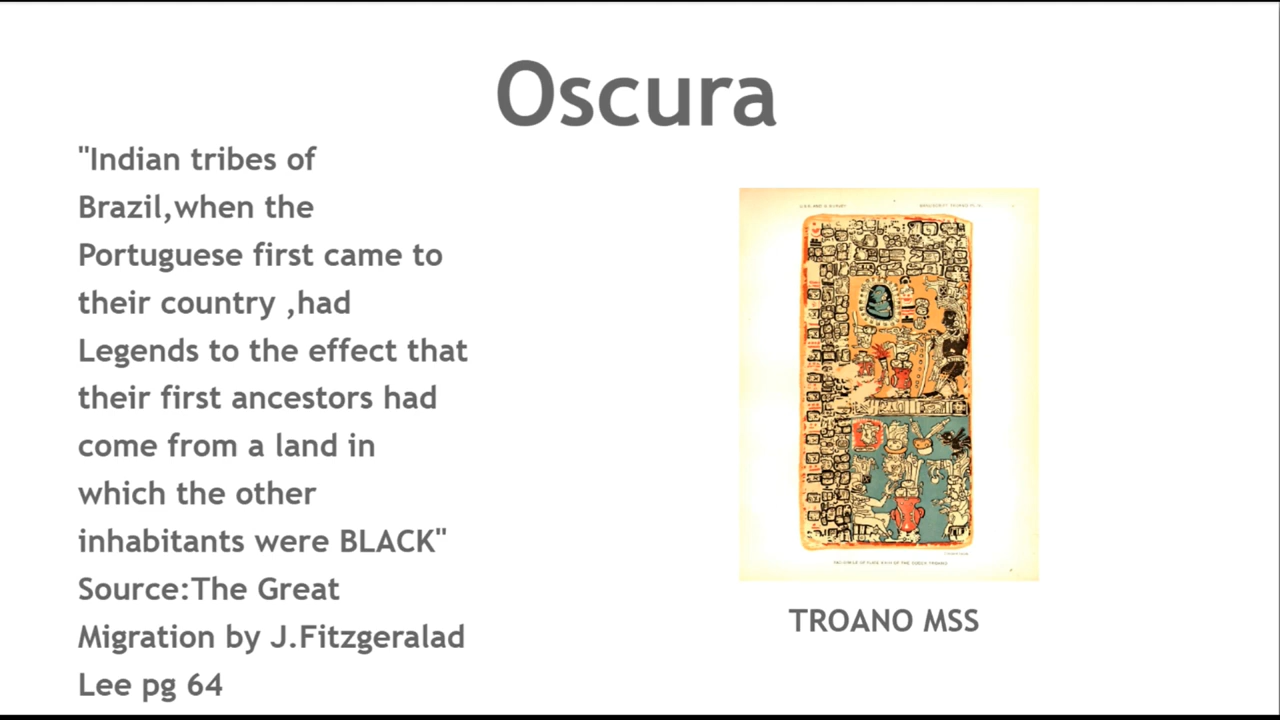 Oscura
"Indian tribes of
Brazil,when the
Portuguese first came to
their country ,had
Legends to the effect that
their first ancestors had
come from a land in
which the other
inhabitants were BLACK"
Source:The Great
Migration by J.Fitzgeralad
Lee pg 64
TROANO MSS